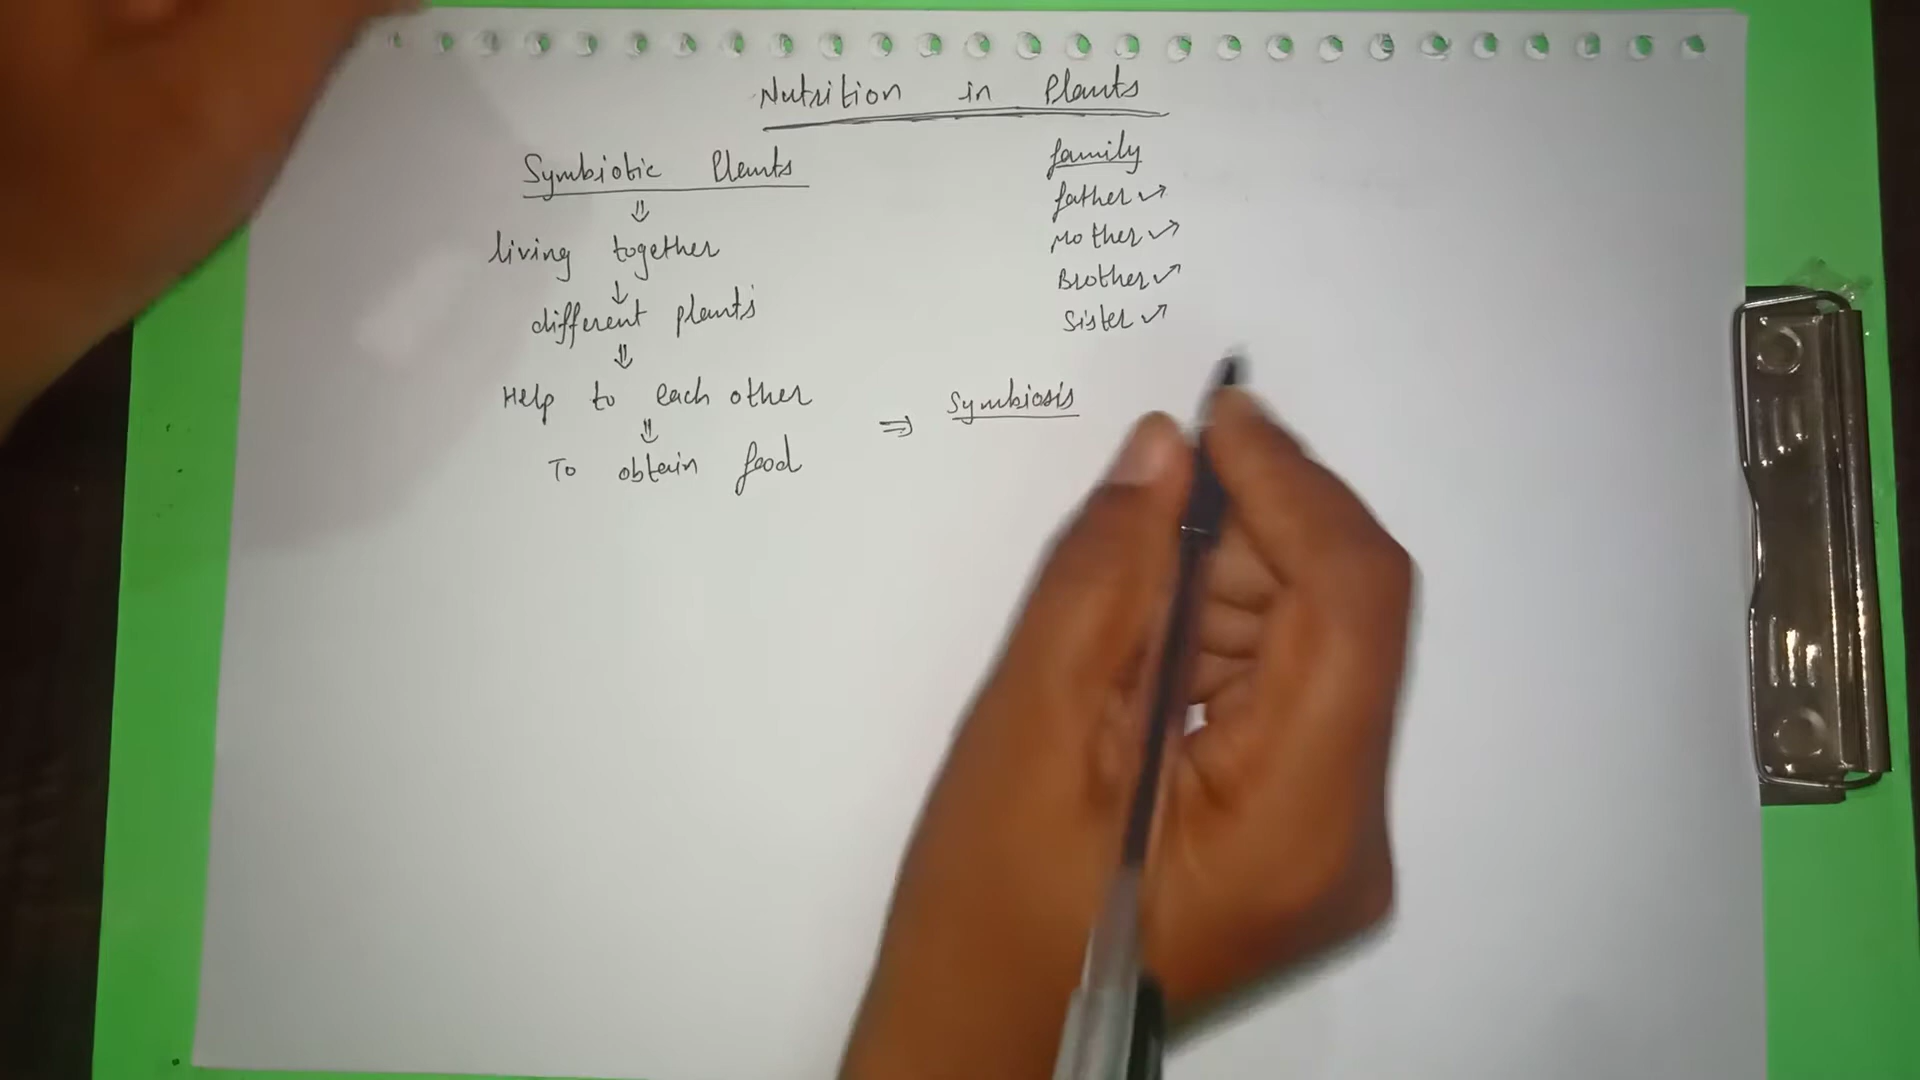 Nutrition in Plants
Symbiotic Plants
⇓
living together
↓
different plants
⇓
Help to each other
⇓
To obtain food
family
father
Mother
Brother
Sister
⇒ Symbiosis